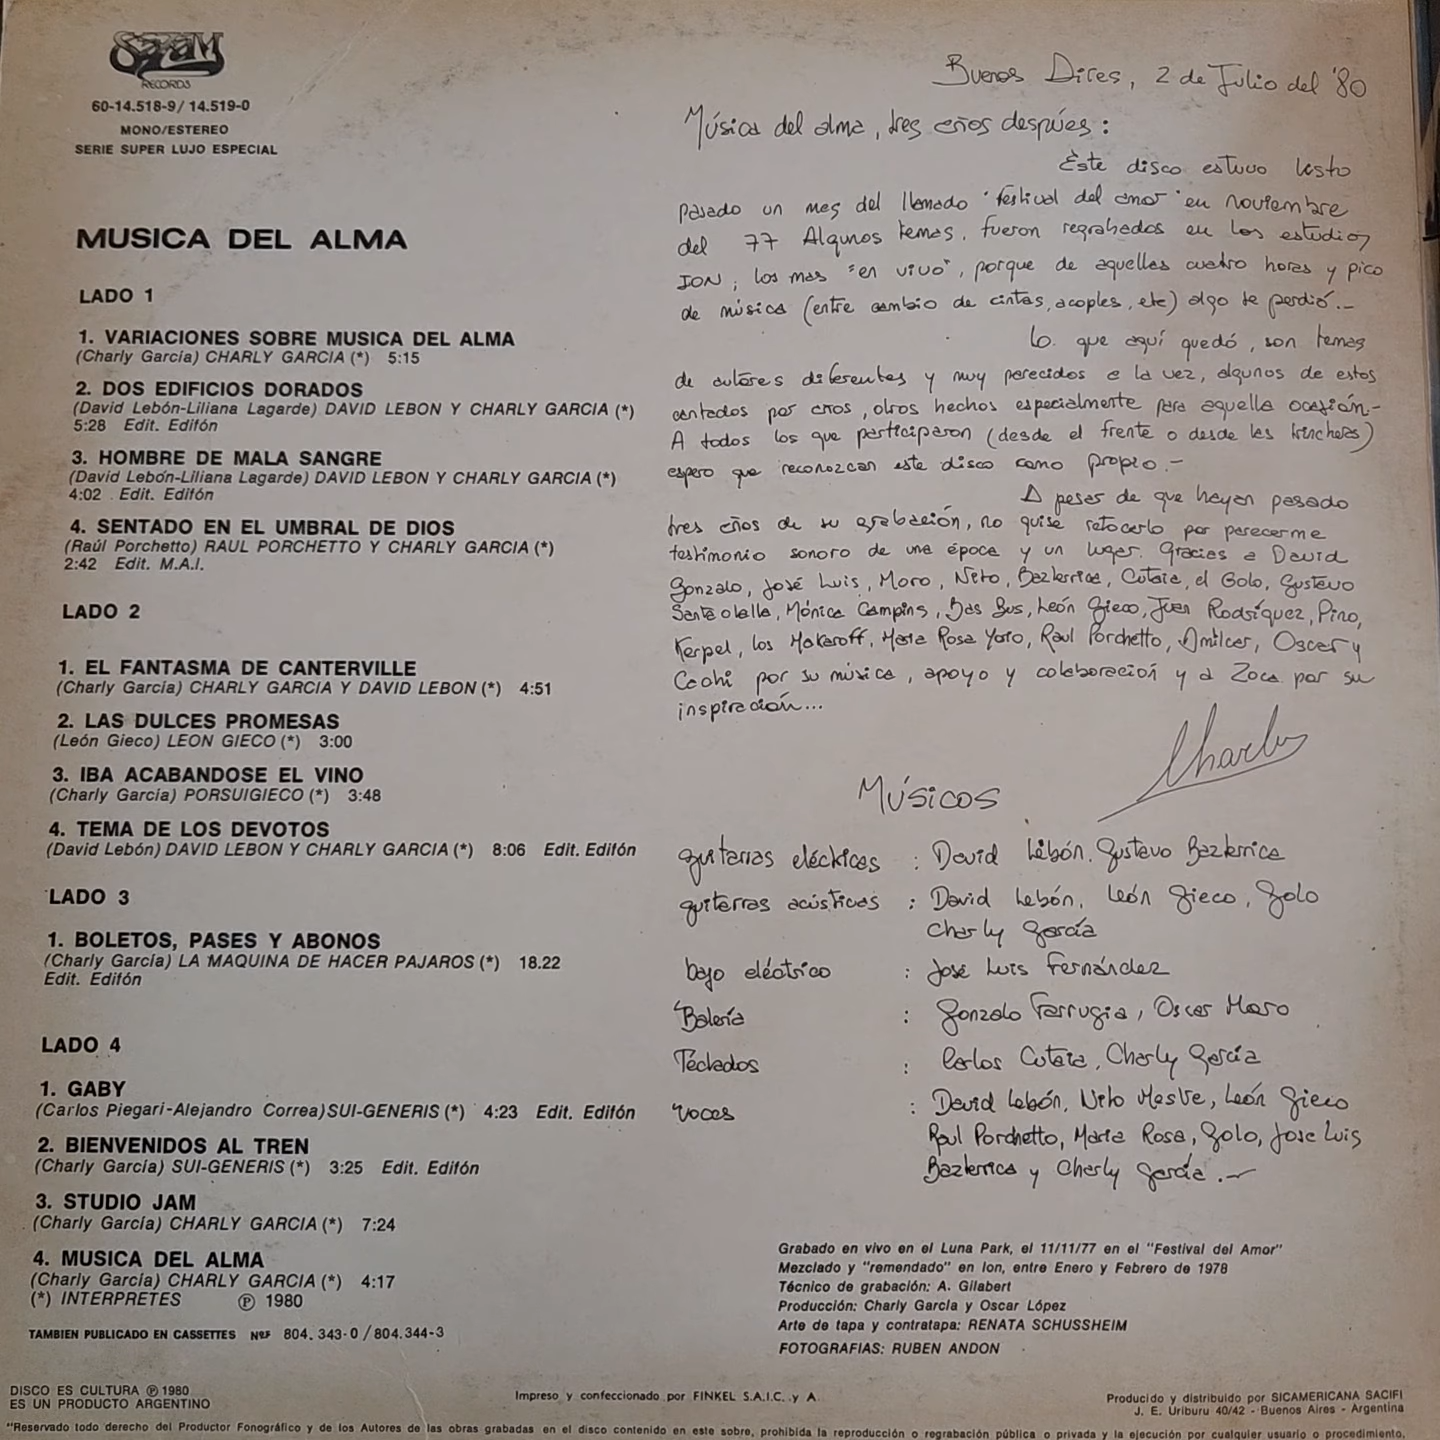 SAZAM
RECORDS
60-14.518-9/ 14.519-0
MONO/ESTEREO
SERIE SUPER LUJO ESPECIAL
MUSICA DEL ALMA
LADO 1
1. VARIACIONES SOBRE MUSICA DEL ALMA
(Charly García) CHARLY GARCIA (*) 5:15
2. DOS EDIFICIOS DORADOS
(David Lebón-Liliana Lagarde) DAVID LEBON Y CHARLY GARCIA (*)
5:28 Edit. Edifón
3. HOMBRE DE MALA SANGRE
(David Lebón-Liliana Lagarde) DAVID LEBON Y CHARLY GARCIA (*)
4:02 Edit. Edifón
4. SENTADO EN EL UMBRAL DE DIOS
(Raúl Porchetto) RAUL PORCHETTO Y CHARLY GARCIA (*)
2:42 Edit. M.A.I.
LADO 2
1. EL FANTASMA DE CANTERVILLE
(Charly García) CHARLY GARCIA Y DAVID LEBON (*) 4:51
2. LAS DULCES PROMESAS
(León Gieco) LEON GIECO (*) 3:00
3. IBA ACABANDOSE EL VINO
(Charly García) PORSUIGIECO (*) 3:48
4. TEMA DE LOS DEVOTOS
(David Lebón) DAVID LEBON Y CHARLY GARCIA (*) 8:06 Edit. Edifón
LADO 3
1. BOLETOS, PASES Y ABONOS
(Charly García) LA MAQUINA DE HACER PAJAROS (*) 18.22
Edit. Edifón
LADO 4
1. GABY
(Carlos Piegari-Alejandro Correa) SUI-GENERIS (*) 4:23 Edit. Edifón
2. BIENVENIDOS AL TREN
(Charly García) SUI-GENERIS (*) 3:25 Edit. Edifón
3. STUDIO JAM
(Charly García) CHARLY GARCIA (*) 7:24
4. MUSICA DEL ALMA
(Charly García) CHARLY GARCIA (*) 4:17
(*) INTERPRETES Ⓟ 1980
TAMBIEN PUBLICADO EN CASSETTES Nos 804. 343-0 / 804.344-3
Buenos Aires, 2 de Julio del '80
Música del alma, tres años despúes :
Este disco estuvo listo
pasado un mes del llamado "festival del amor" en noviembre
del 77 Algunos temas, fueron regrabados en los estudios
ION ; los mas "en vivo", porque de aquellas cuatro horas y pico
de música (entre cambio de cintas, acoples, etc) algo se perdió.-
Lo que aquí quedó, son temas
de autores diferentes y muy parecidos a la vez, algunos de estos
cantados por años, otros hechos especialmente para aquella ocasión-
A todos los que participaron (desde el frente o desde las trincheras)
espero que reconozcan este disco como propio.-
A pesar de que hayan pasado
tres años de su grabación, no quise retocarlo por parecerme
testimonio sonoro de una época y un lugar. Gracias a David
Gonzalo, José Luis, Moro, Nito, Bazterrica, Cutaia, el Golo, Gustavo
Santaolalla, Mónica Campins, Bas Bus, León Gieco, Juan Rodríquez, Pino,
Kerpel, los Makaroff, Maria Rosa Yorio, Raul Porchetto, Amilcar, Oscar y
Cachi por su música, apoyo y colaboración y a Zoca por su
inspiración...
Charly
Músicos
guitarras eléctricas : David Lebón, Gustavo Bazterrica
guitarras acústicas : David Lebón, León Gieco, Golo
Charly García
bajo eléctrico : José Luis Fernández
Batería : Gonzalo Farrugia, Oscar Moro
Téclados : Carlos Cutaia, Charly García
Voces : David Lebón, Nito Mestre, León Gieco
Raul Porchetto, Maria Rosa, Golo, Jose Luis
Bazterrica y Charly García .-
Grabado en vivo en el Luna Park, el 11/11/77 en el "Festival del Amor"
Mezclado y "remendado" en Ion, entre Enero y Febrero de 1978
Técnico de grabación: A. Gilabert
Producción: Charly García y Oscar López
Arte de tapa y contratapa: RENATA SCHUSSHEIM
FOTOGRAFIAS: RUBEN ANDON
DISCO ES CULTURA Ⓟ 1980
ES UN PRODUCTO ARGENTINO
Impreso y confeccionado por FINKEL S.A.I.C. y A
Producido y distribuido por SICAMERICANA SACIFI
J. E. Uriburu 40/42 - Buenos Aires - Argentina
"Reservado todo derecho del Productor Fonográfico y de los Autores de las obras grabadas en el disco contenido en este sobre, prohibida la reproducción o regrabación pública o privada y la ejecución por cualquier usuario o procedimiento.